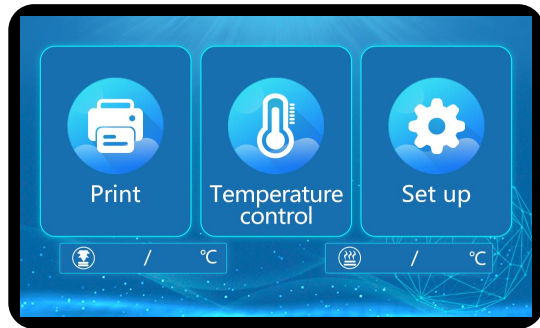 Print
Temperature
control
Set up
/ ℃
/ ℃